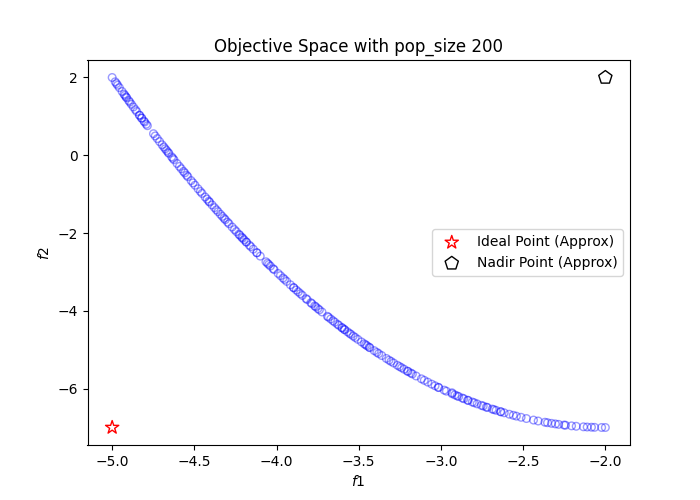 Objective Space with pop_size 200
2
0
−2
−4
−6
f2
Ideal Point (Approx)
Nadir Point (Approx)
−5.0 −4.5 −4.0 −3.5 −3.0 −2.5 −2.0
f1